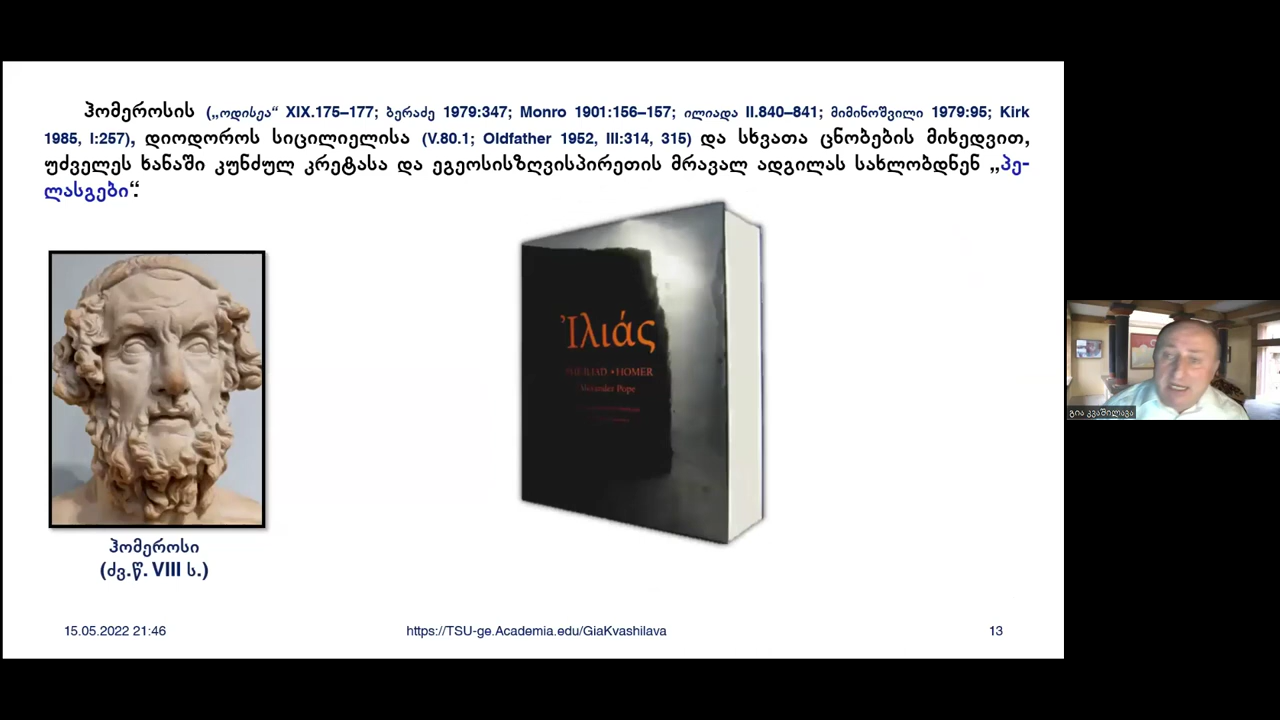 ჰომეროსის („ოდისეა“ XIX.175–177; ბერაძე 1979:347; Monro 1901:156–157; ილიადა II.840–841; მიმინოშვილი 1979:95; Kirk
1985, I:257), დიოდოროს სიცილიელისა (V.80.1; Oldfather 1952, III:314, 315) და სხვათა ცნობების მიხედვით,
უძველეს ხანაში კუნძულ კრეტასა და ეგეოსისზღვისპირეთის მრავალ ადგილას სახლობდნენ „პე-
ლასგები“.
Ἰλιάς
THE ILIAD • HOMER
Alexander Pope
გია კვაშილავა
ჰომეროსი
(ძვ.წ. VIII ს.)
15.05.2022 21:46
https://TSU-ge.Academia.edu/GiaKvashilava
13